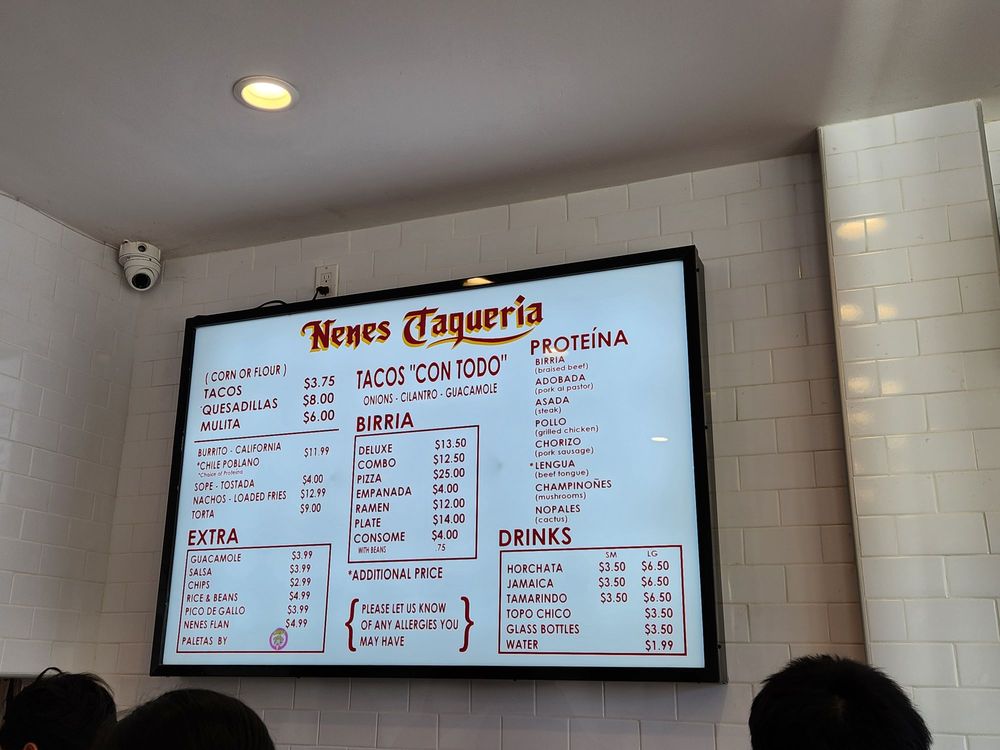 Nenes Taqueria
( CORN OR FLOUR )
TACOS $3.75
QUESADILLAS $8.00
MULITA $6.00
BURRITO - CALIFORNIA $11.99
*CHILE POBLANO
*Choice of Proteina
SOPE - TOSTADA $4.00
NACHOS - LOADED FRIES $12.99
TORTA $9.00
EXTRA
GUACAMOLE $3.99
SALSA $3.99
CHIPS $2.99
RICE & BEANS $4.99
PICO DE GALLO $3.99
NENES FLAN $4.99
PALETAS BY
TACOS "CON TODO"
ONIONS - CILANTRO - GUACAMOLE
BIRRIA
DELUXE $13.50
COMBO $12.50
PIZZA $25.00
EMPANADA $4.00
RAMEN $12.00
PLATE $14.00
CONSOME $4.00
WITH BEANS .75
*ADDITIONAL PRICE
{ PLEASE LET US KNOW
OF ANY ALLERGIES YOU
MAY HAVE }
PROTEÍNA
BIRRIA
(braised beef)
ADOBADA
(pork al pastor)
ASADA
(steak)
POLLO
(grilled chicken)
CHORIZO
(pork sausage)
*LENGUA
(beef tongue)
CHAMPINOÑES
(mushrooms)
NOPALES
(cactus)
DRINKS
SM LG
HORCHATA $3.50 $6.50
JAMAICA $3.50 $6.50
TAMARINDO $3.50 $6.50
TOPO CHICO $3.50
GLASS BOTTLES $3.50
WATER $1.99